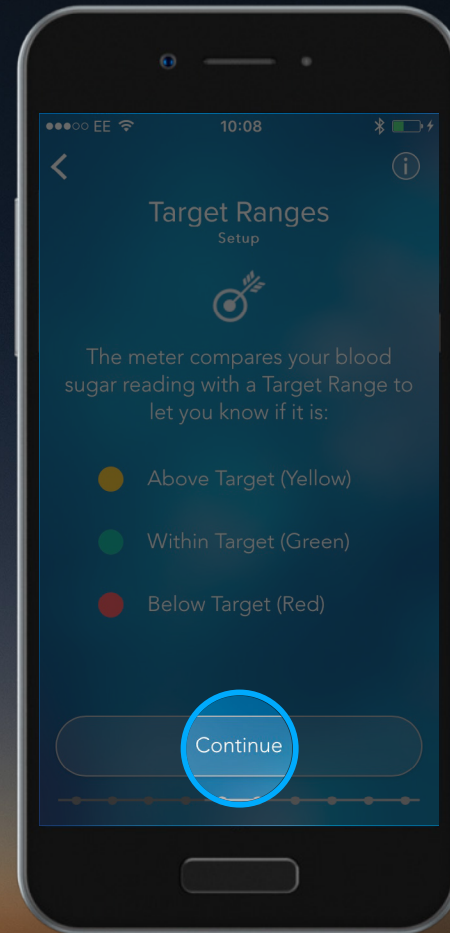 EE 10:08
Target Ranges
Setup
The meter compares your blood
sugar reading with a Target Range to
let you know if it is:
Above Target (Yellow)
Within Target (Green)
Below Target (Red)
Continue